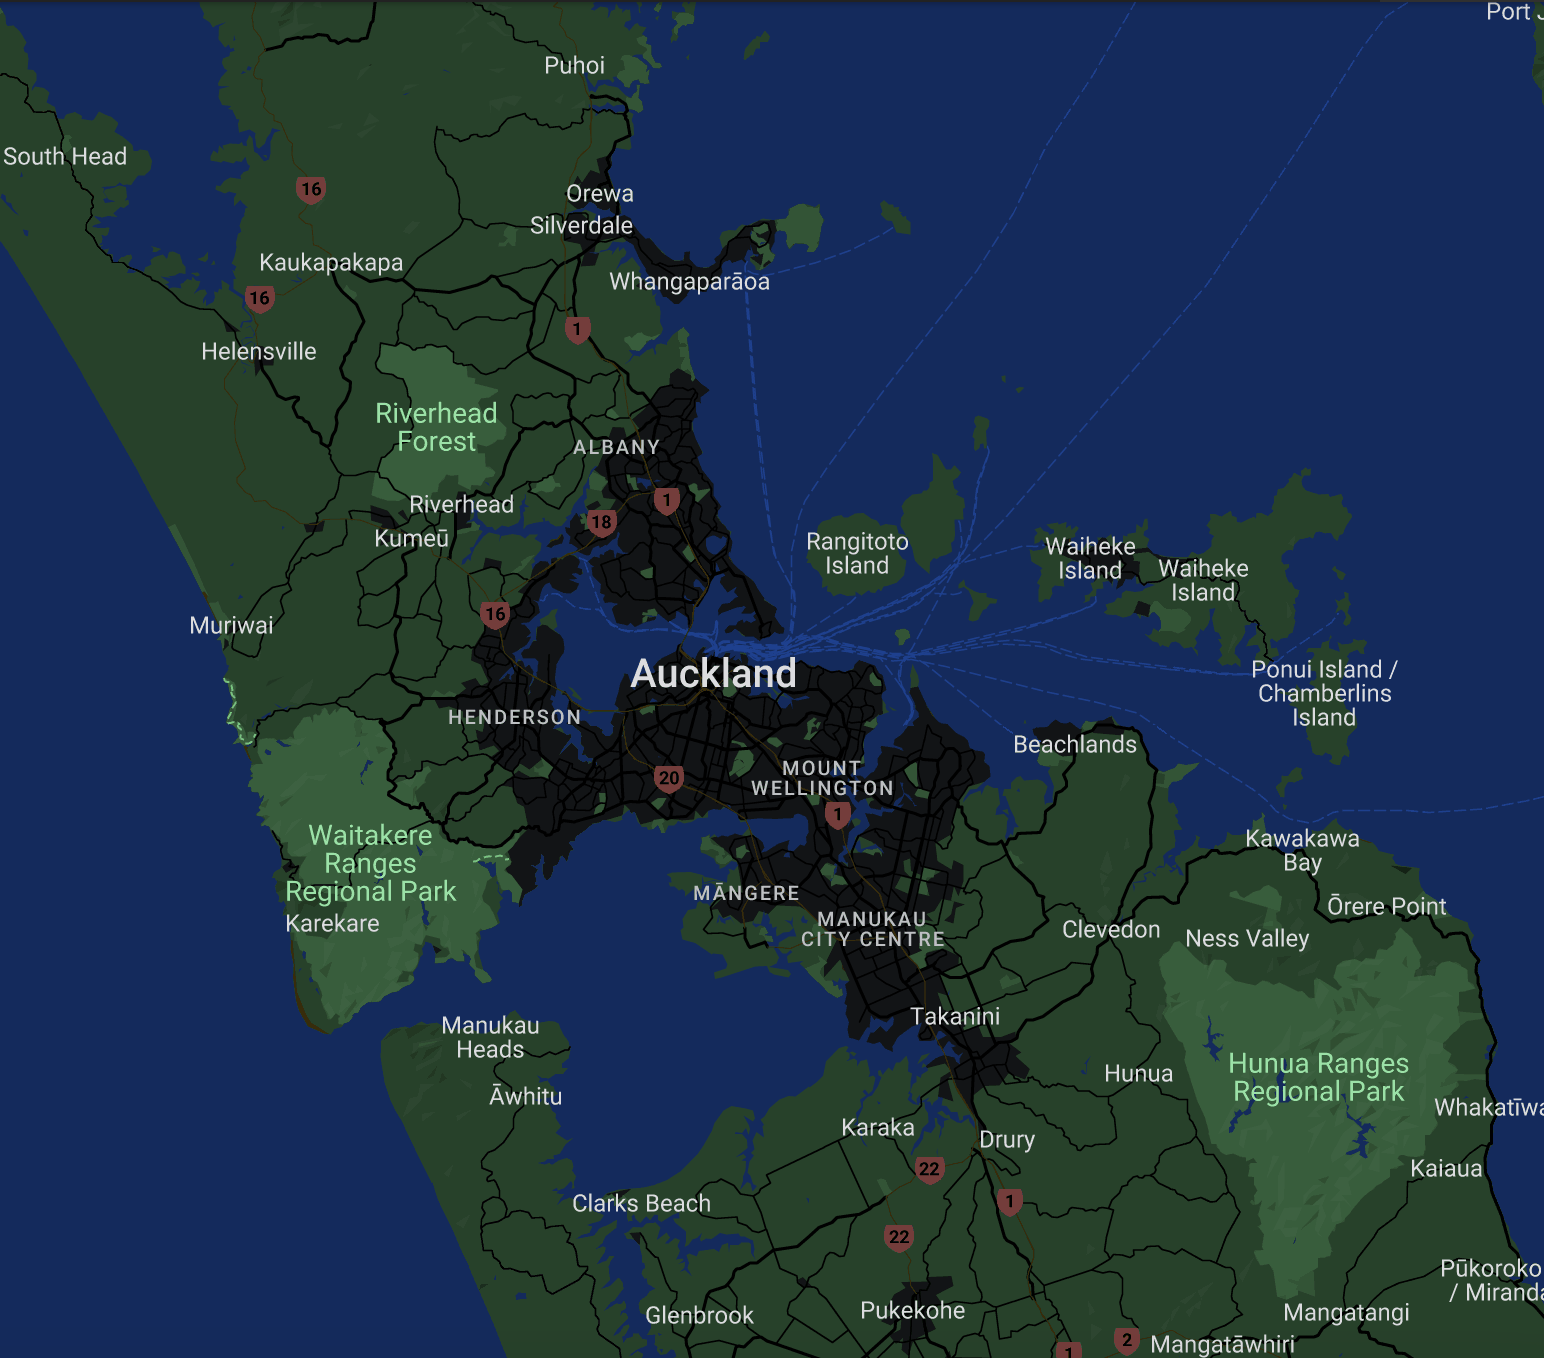 Port J
Puhoi
South Head
16
Orewa
Silverdale
Kaukapakapa
Whangaparāoa
16
1
Helensville
Riverhead
Forest
ALBANY
Riverhead
1
18
Kumeū
Rangitoto
Island
Waiheke
Island
Waiheke
Island
16
Muriwai
Auckland
Ponui Island /
Chamberlins
Island
HENDERSON
Beachlands
20
MOUNT
WELLINGTON
1
Waitakere
Ranges
Regional Park
Kawakawa
Bay
MĀNGERE
Ōrere Point
Karekare
MANUKAU
CITY CENTRE
Clevedon
Ness Valley
Takanini
Manukau
Heads
Hunua
Hunua Ranges
Regional Park
Āwhitu
Whakatīwa
Karaka
Drury
22
Kaiaua
Clarks Beach
1
22
Pūkoroko
/ Miranda
Glenbrook
Pukekohe
Mangatangi
2
Mangatāwhiri
1